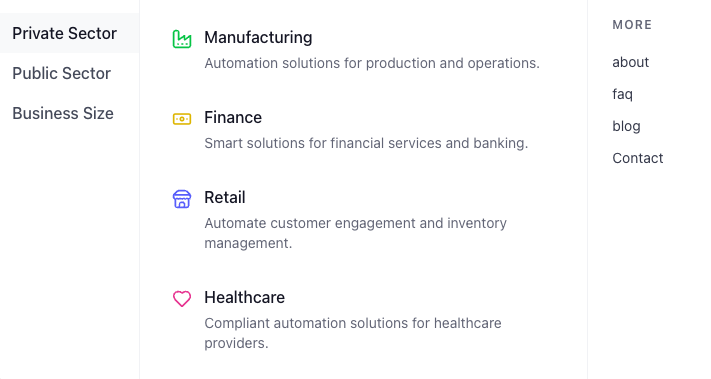 Private Sector
Public Sector
Business Size
Manufacturing
Automation solutions for production and operations.
Finance
Smart solutions for financial services and banking.
Retail
Automate customer engagement and inventory
management.
Healthcare
Compliant automation solutions for healthcare
providers.
MORE
about
faq
blog
Contact